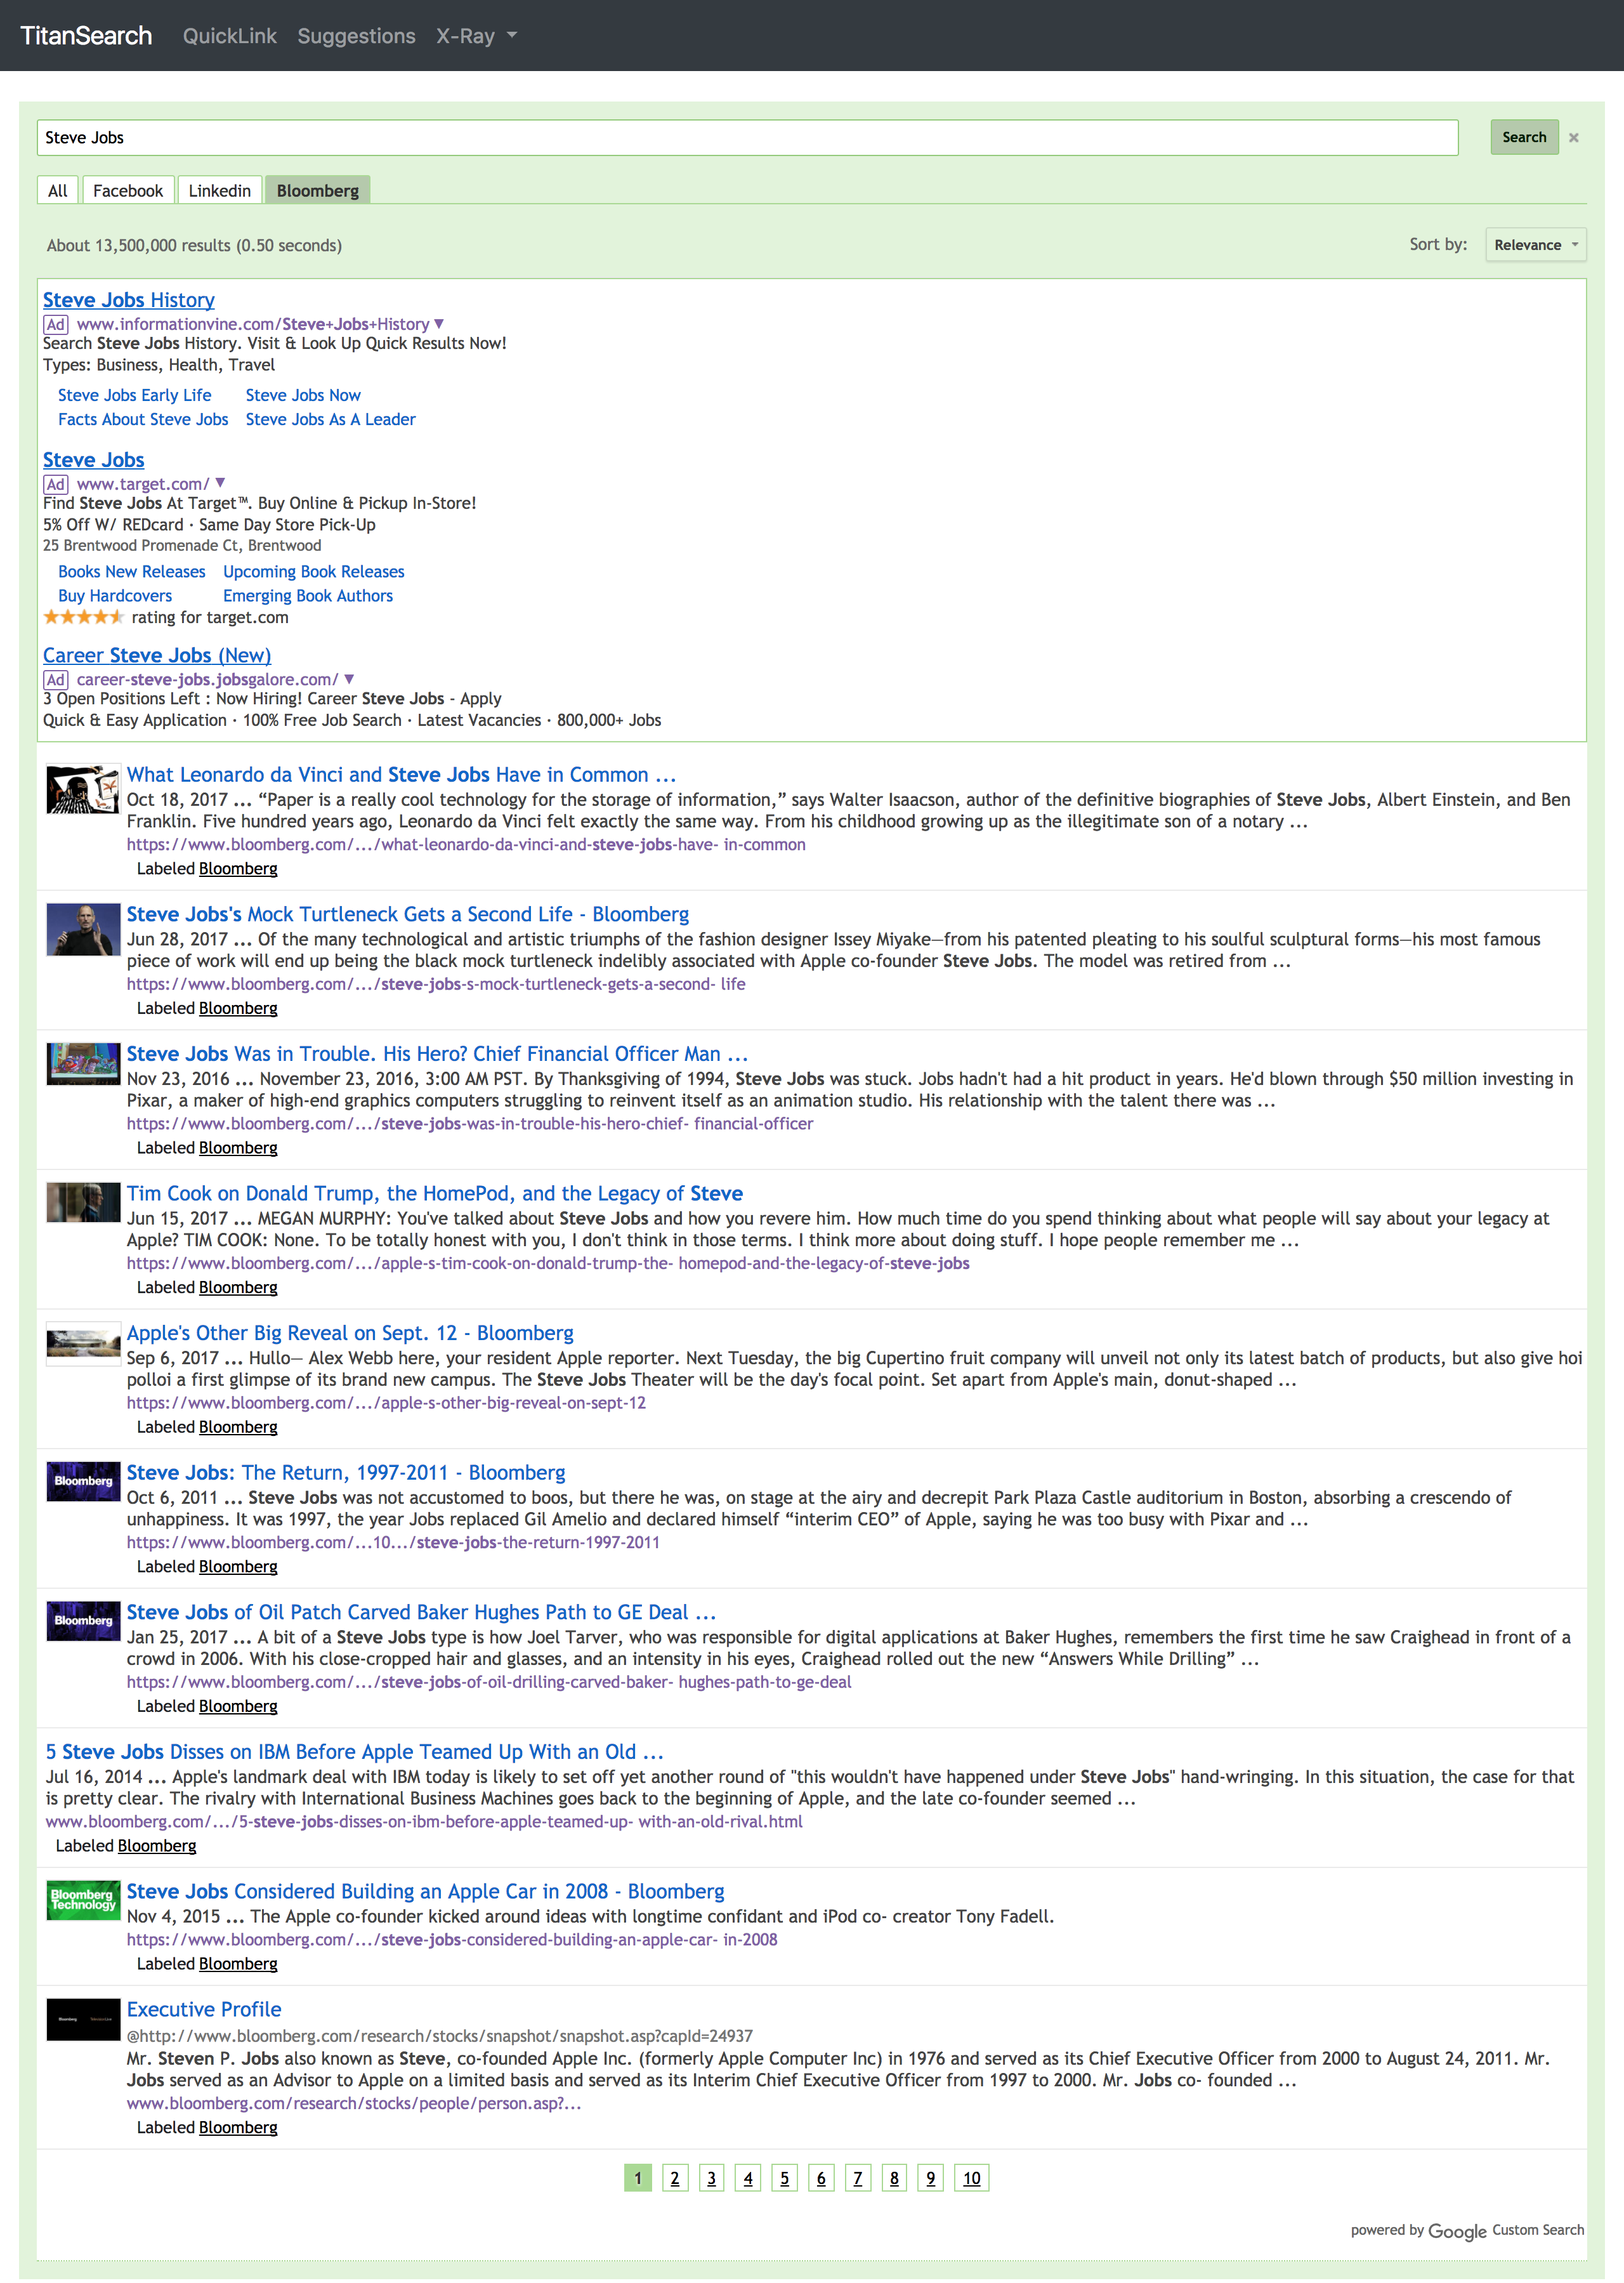 TitanSearch QuickLink Suggestions X-Ray
Steve Jobs
Search ×
All Facebook Linkedin Bloomberg
About 13,500,000 results (0.50 seconds)
Sort by: Relevance
Steve Jobs History
Ad www.informationvine.com/Steve+Jobs+History ▼
Search Steve Jobs History. Visit & Look Up Quick Results Now!
Types: Business, Health, Travel
Steve Jobs Early Life Steve Jobs Now
Facts About Steve Jobs Steve Jobs As A Leader
Steve Jobs
Ad www.target.com/ ▼
Find Steve Jobs At Target™. Buy Online & Pickup In-Store!
5% Off W/ REDcard · Same Day Store Pick-Up
25 Brentwood Promenade Ct, Brentwood
Books New Releases Upcoming Book Releases
Buy Hardcovers Emerging Book Authors
rating for target.com
Career Steve Jobs (New)
Ad career-steve-jobs.jobsgalore.com/ ▼
3 Open Positions Left : Now Hiring! Career Steve Jobs - Apply
Quick & Easy Application · 100% Free Job Search · Latest Vacancies · 800,000+ Jobs
What Leonardo da Vinci and Steve Jobs Have in Common ...
Oct 18, 2017 ... “Paper is a really cool technology for the storage of information,” says Walter Isaacson, author of the definitive biographies of Steve Jobs, Albert Einstein, and Ben
Franklin. Five hundred years ago, Leonardo da Vinci felt exactly the same way. From his childhood growing up as the illegitimate son of a notary ...
https://www.bloomberg.com/.../what-leonardo-da-vinci-and-steve-jobs-have- in-common
Labeled Bloomberg
Steve Jobs's Mock Turtleneck Gets a Second Life - Bloomberg
Jun 28, 2017 ... Of the many technological and artistic triumphs of the fashion designer Issey Miyake—from his patented pleating to his soulful sculptural forms—his most famous
piece of work will end up being the black mock turtleneck indelibly associated with Apple co-founder Steve Jobs. The model was retired from ...
https://www.bloomberg.com/.../steve-jobs-s-mock-turtleneck-gets-a-second- life
Labeled Bloomberg
Steve Jobs Was in Trouble. His Hero? Chief Financial Officer Man ...
Nov 23, 2016 ... November 23, 2016, 3:00 AM PST. By Thanksgiving of 1994, Steve Jobs was stuck. Jobs hadn't had a hit product in years. He'd blown through $50 million investing in
Pixar, a maker of high-end graphics computers struggling to reinvent itself as an animation studio. His relationship with the talent there was ...
https://www.bloomberg.com/.../steve-jobs-was-in-trouble-his-hero-chief- financial-officer
Labeled Bloomberg
Tim Cook on Donald Trump, the HomePod, and the Legacy of Steve
Jun 15, 2017 ... MEGAN MURPHY: You've talked about Steve Jobs and how you revere him. How much time do you spend thinking about what people will say about your legacy at
Apple? TIM COOK: None. To be totally honest with you, I don't think in those terms. I think more about doing stuff. I hope people remember me ...
https://www.bloomberg.com/.../apple-s-tim-cook-on-donald-trump-the- homepod-and-the-legacy-of-steve-jobs
Labeled Bloomberg
Apple's Other Big Reveal on Sept. 12 - Bloomberg
Sep 6, 2017 ... Hullo— Alex Webb here, your resident Apple reporter. Next Tuesday, the big Cupertino fruit company will unveil not only its latest batch of products, but also give hoi
polloi a first glimpse of its brand new campus. The Steve Jobs Theater will be the day's focal point. Set apart from Apple's main, donut-shaped ...
https://www.bloomberg.com/.../apple-s-other-big-reveal-on-sept-12
Labeled Bloomberg
Bloomberg
Steve Jobs: The Return, 1997-2011 - Bloomberg
Oct 6, 2011 ... Steve Jobs was not accustomed to boos, but there he was, on stage at the airy and decrepit Park Plaza Castle auditorium in Boston, absorbing a crescendo of
unhappiness. It was 1997, the year Jobs replaced Gil Amelio and declared himself “interim CEO” of Apple, saying he was too busy with Pixar and ...
https://www.bloomberg.com/...10.../steve-jobs-the-return-1997-2011
Labeled Bloomberg
Bloomberg
Steve Jobs of Oil Patch Carved Baker Hughes Path to GE Deal ...
Jan 25, 2017 ... A bit of a Steve Jobs type is how Joel Tarver, who was responsible for digital applications at Baker Hughes, remembers the first time he saw Craighead in front of a
crowd in 2006. With his close-cropped hair and glasses, and an intensity in his eyes, Craighead rolled out the new “Answers While Drilling” ...
https://www.bloomberg.com/.../steve-jobs-of-oil-drilling-carved-baker- hughes-path-to-ge-deal
Labeled Bloomberg
5 Steve Jobs Disses on IBM Before Apple Teamed Up With an Old ...
Jul 16, 2014 ... Apple's landmark deal with IBM today is likely to set off yet another round of "this wouldn't have happened under Steve Jobs" hand-wringing. In this situation, the case for that
is pretty clear. The rivalry with International Business Machines goes back to the beginning of Apple, and the late co-founder seemed ...
www.bloomberg.com/.../5-steve-jobs-disses-on-ibm-before-apple-teamed-up- with-an-old-rival.html
Labeled Bloomberg
Bloomberg
Technology
Steve Jobs Considered Building an Apple Car in 2008 - Bloomberg
Nov 4, 2015 ... The Apple co-founder kicked around ideas with longtime confidant and iPod co- creator Tony Fadell.
https://www.bloomberg.com/.../steve-jobs-considered-building-an-apple-car- in-2008
Labeled Bloomberg
Executive Profile
@http://www.bloomberg.com/research/stocks/snapshot/snapshot.asp?capId=24937
Mr. Steven P. Jobs also known as Steve, co-founded Apple Inc. (formerly Apple Computer Inc) in 1976 and served as its Chief Executive Officer from 2000 to August 24, 2011. Mr.
Jobs served as an Advisor to Apple on a limited basis and served as its Interim Chief Executive Officer from 1997 to 2000. Mr. Jobs co- founded ...
www.bloomberg.com/research/stocks/people/person.asp?...
Labeled Bloomberg
1 2 3 4 5 6 7 8 9 10
powered by Google Custom Search